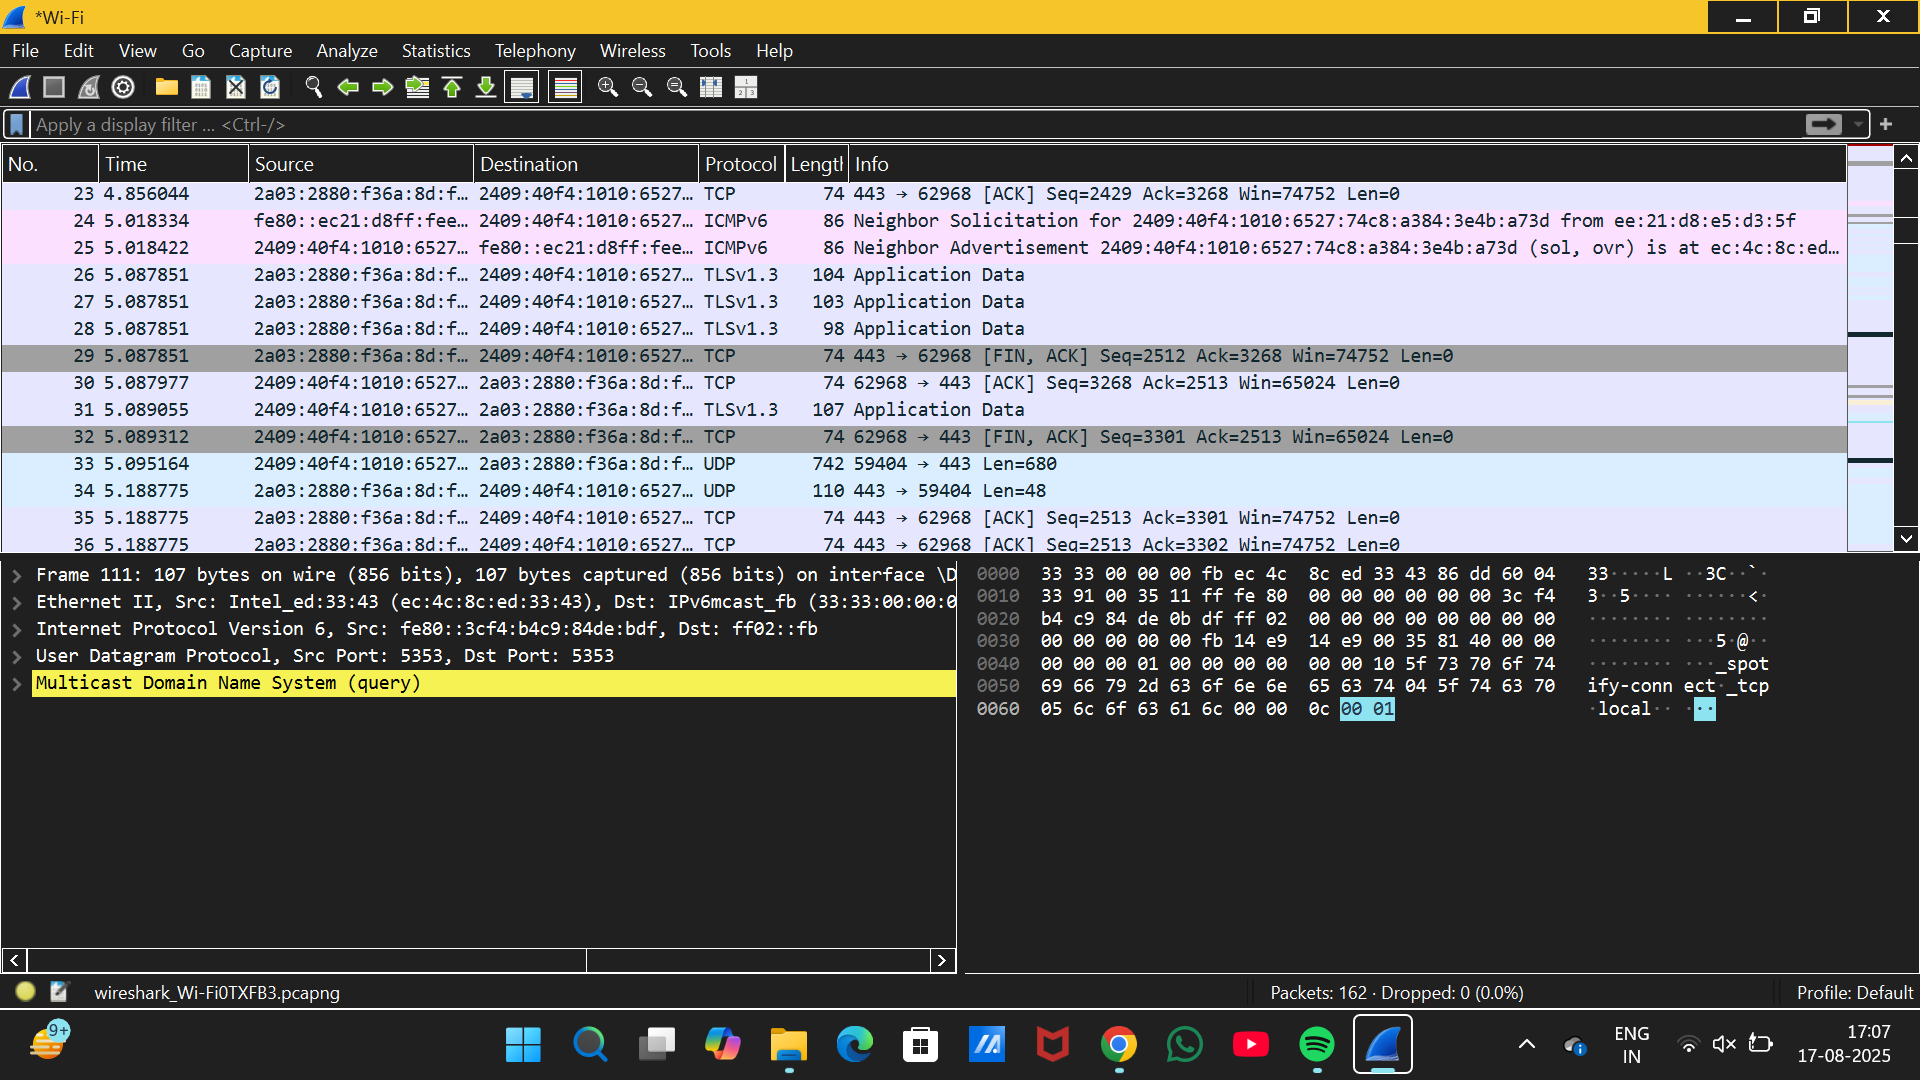 *Wi-Fi
File Edit View Go Capture Analyze Statistics Telephony Wireless Tools Help
Apply a display filter ... <Ctrl-/>
No. Time Source Destination Protocol Length Info
23 4.856044 2a03:2880:f36a:8d:f… 2409:40f4:1010:6527… TCP 74 443 → 62968 [ACK] Seq=2429 Ack=3268 Win=74752 Len=0
24 5.018334 fe80::ec21:d8ff:fee… 2409:40f4:1010:6527… ICMPv6 86 Neighbor Solicitation for 2409:40f4:1010:6527:74c8:a384:3e4b:a73d from ee:21:d8:e5:d3:5f
25 5.018422 2409:40f4:1010:6527… fe80::ec21:d8ff:fee… ICMPv6 86 Neighbor Advertisement 2409:40f4:1010:6527:74c8:a384:3e4b:a73d (sol, ovr) is at ec:4c:8c:ed…
26 5.087851 2a03:2880:f36a:8d:f… 2409:40f4:1010:6527… TLSv1.3 104 Application Data
27 5.087851 2a03:2880:f36a:8d:f… 2409:40f4:1010:6527… TLSv1.3 103 Application Data
28 5.087851 2a03:2880:f36a:8d:f… 2409:40f4:1010:6527… TLSv1.3 98 Application Data
29 5.087851 2a03:2880:f36a:8d:f… 2409:40f4:1010:6527… TCP 74 443 → 62968 [FIN, ACK] Seq=2512 Ack=3268 Win=74752 Len=0
30 5.087977 2409:40f4:1010:6527… 2a03:2880:f36a:8d:f… TCP 74 62968 → 443 [ACK] Seq=3268 Ack=2513 Win=65024 Len=0
31 5.089055 2409:40f4:1010:6527… 2a03:2880:f36a:8d:f… TLSv1.3 107 Application Data
32 5.089312 2409:40f4:1010:6527… 2a03:2880:f36a:8d:f… TCP 74 62968 → 443 [FIN, ACK] Seq=3301 Ack=2513 Win=65024 Len=0
33 5.095164 2409:40f4:1010:6527… 2a03:2880:f36a:8d:f… UDP 742 59404 → 443 Len=680
34 5.188775 2a03:2880:f36a:8d:f… 2409:40f4:1010:6527… UDP 110 443 → 59404 Len=48
35 5.188775 2a03:2880:f36a:8d:f… 2409:40f4:1010:6527… TCP 74 443 → 62968 [ACK] Seq=2513 Ack=3301 Win=74752 Len=0
36 5.188775 2a03:2880:f36a:8d:f… 2409:40f4:1010:6527… TCP 74 443 → 62968 [ACK] Seq=2513 Ack=3302 Win=74752 Len=0
Frame 111: 107 bytes on wire (856 bits), 107 bytes captured (856 bits) on interface \D
Ethernet II, Src: Intel_ed:33:43 (ec:4c:8c:ed:33:43), Dst: IPv6mcast_fb (33:33:00:00:0
Internet Protocol Version 6, Src: fe80::3cf4:b4c9:84de:bdf, Dst: ff02::fb
User Datagram Protocol, Src Port: 5353, Dst Port: 5353
Multicast Domain Name System (query)
0000 33 33 00 00 00 fb ec 4c 8c ed 33 43 86 dd 60 04 33·····L ··3C··`·
0010 33 91 00 35 11 ff fe 80 00 00 00 00 00 00 3c f4 3··5···· ······<·
0020 b4 c9 84 de 0b df ff 02 00 00 00 00 00 00 00 00 ········ ········
0030 00 00 00 00 00 fb 14 e9 14 e9 00 35 81 40 00 00 ········ ···5·@··
0040 00 00 00 01 00 00 00 00 00 00 10 5f 73 70 6f 74 ········ ···_spot
0050 69 66 79 2d 63 6f 6e 6e 65 63 74 04 5f 74 63 70 ify-conn ect·_tcp
0060 05 6c 6f 63 61 6c 00 00 0c 00 01 ·local·· ···
wireshark_Wi-Fi0TXFB3.pcapng
Packets: 162 · Dropped: 0 (0.0%)
Profile: Default
9+
ENG
IN
17:07
17-08-2025